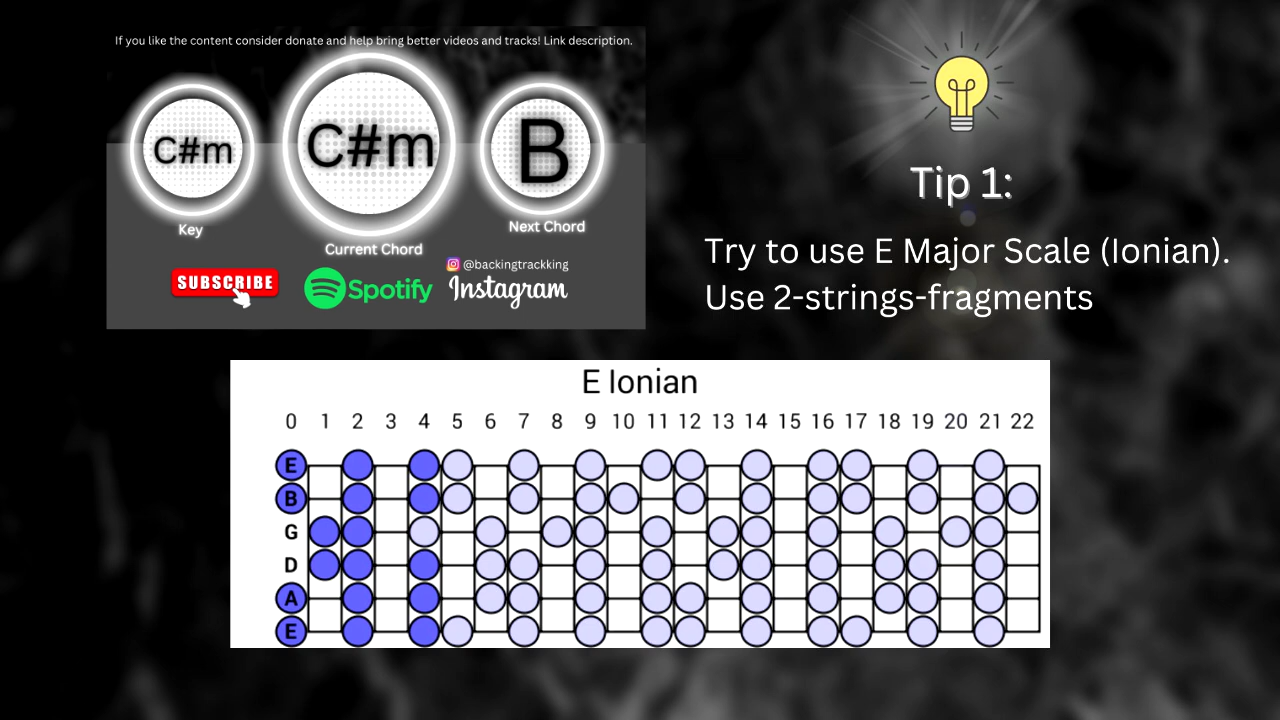 If you like the content consider donate and help bring better videos and tracks! Link description.
C#m
C#m
B
Key
Current Chord
Next Chord
SUBSCRIBE
Spotify
@backingtrackking
Instagram
Tip 1:
Try to use E Major Scale (Ionian).
Use 2-strings-fragments
E Ionian
0 1 2 3 4 5 6 7 8 9 10 11 12 13 14 15 16 17 18 19 20 21 22
E
B
G
D
A
E